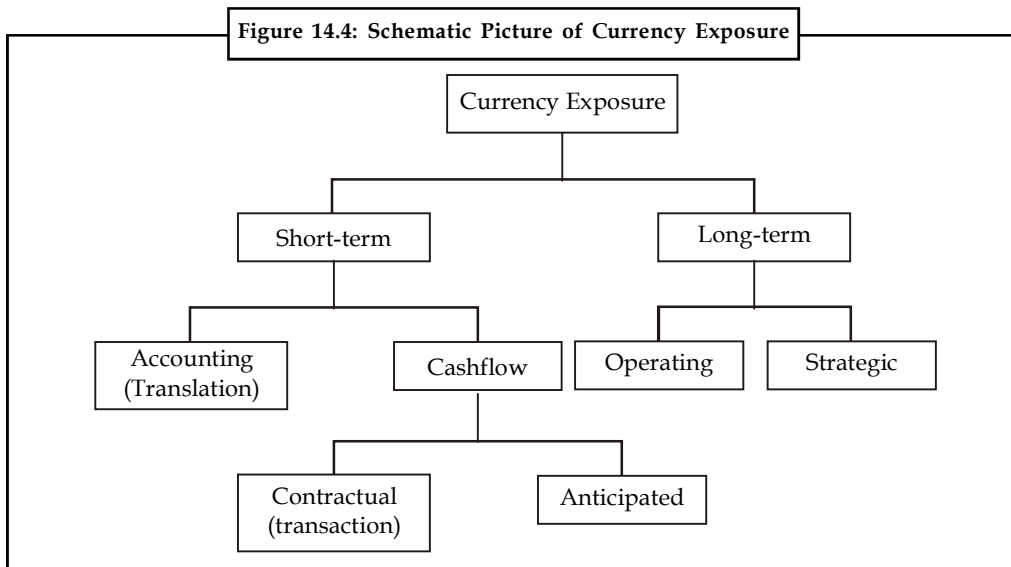 Figure 14.4: Schematic Picture of Currency Exposure
Currency Exposure
Short-term
Long-term
Accounting
(Translation)
Cashflow
Operating
Strategic
Contractual
(transaction)
Anticipated